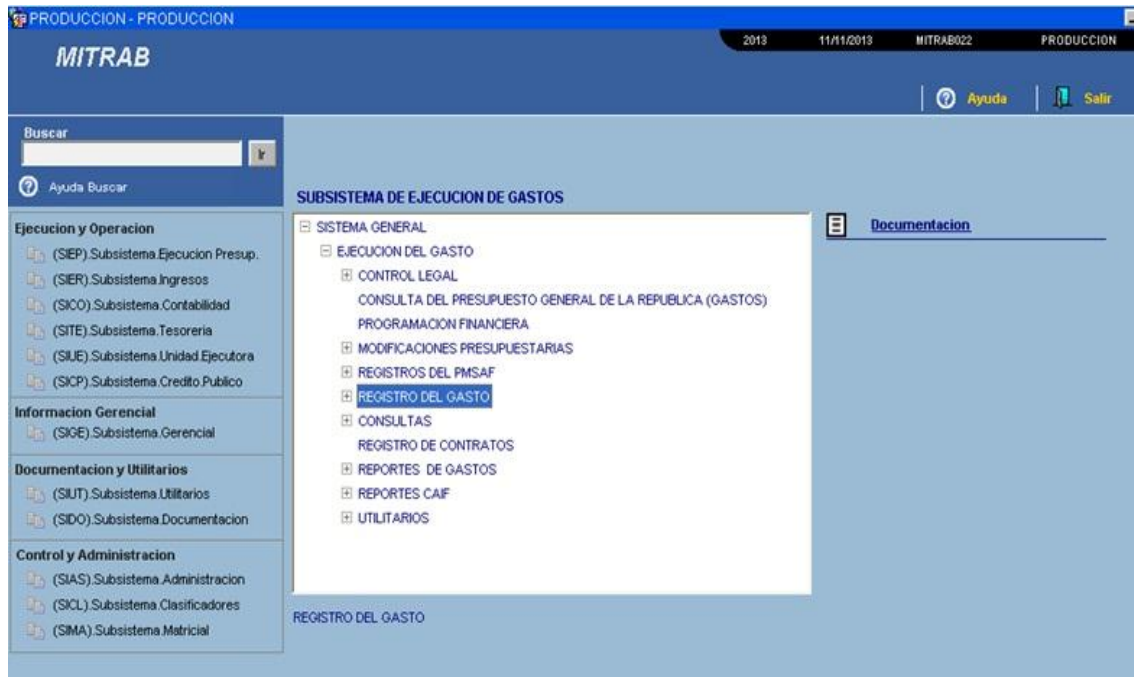 PRODUCCION - PRODUCCION
MITRAB
2013 11/11/2013 MITRAB022 PRODUCCION
Ayuda Salir
Buscar
Ir
Ayuda Buscar
SUBSISTEMA DE EJECUCION DE GASTOS
Ejecucion y Operacion
(SIEP).Subsistema.Ejecucion Presup.
(SIER).Subsistema.Ingresos
(SICO).Subsistema.Contabilidad
(SITE).Subsistema.Tesoreria
(SIUE).Subsistema.Unidad Ejecutora
(SICP).Subsistema.Credito Publico
Informacion Gerencial
(SIGE).Subsistema.Gerencial
Documentacion y Utilitarios
(SIUT).Subsistema.Utilitarios
(SIDO).Subsistema.Documentacion
Control y Administracion
(SIAS).Subsistema.Administracion
(SICL).Subsistema.Clasificadores
(SIMA).Subsistema.Matricial
SISTEMA GENERAL
EJECUCION DEL GASTO
CONTROL LEGAL
CONSULTA DEL PRESUPUESTO GENERAL DE LA REPUBLICA (GASTOS)
PROGRAMACION FINANCIERA
MODIFICACIONES PRESUPUESTARIAS
REGISTROS DEL PMSAF
REGISTRO DEL GASTO
CONSULTAS
REGISTRO DE CONTRATOS
REPORTES DE GASTOS
REPORTES CAIF
UTILITARIOS
Documentacion
REGISTRO DEL GASTO